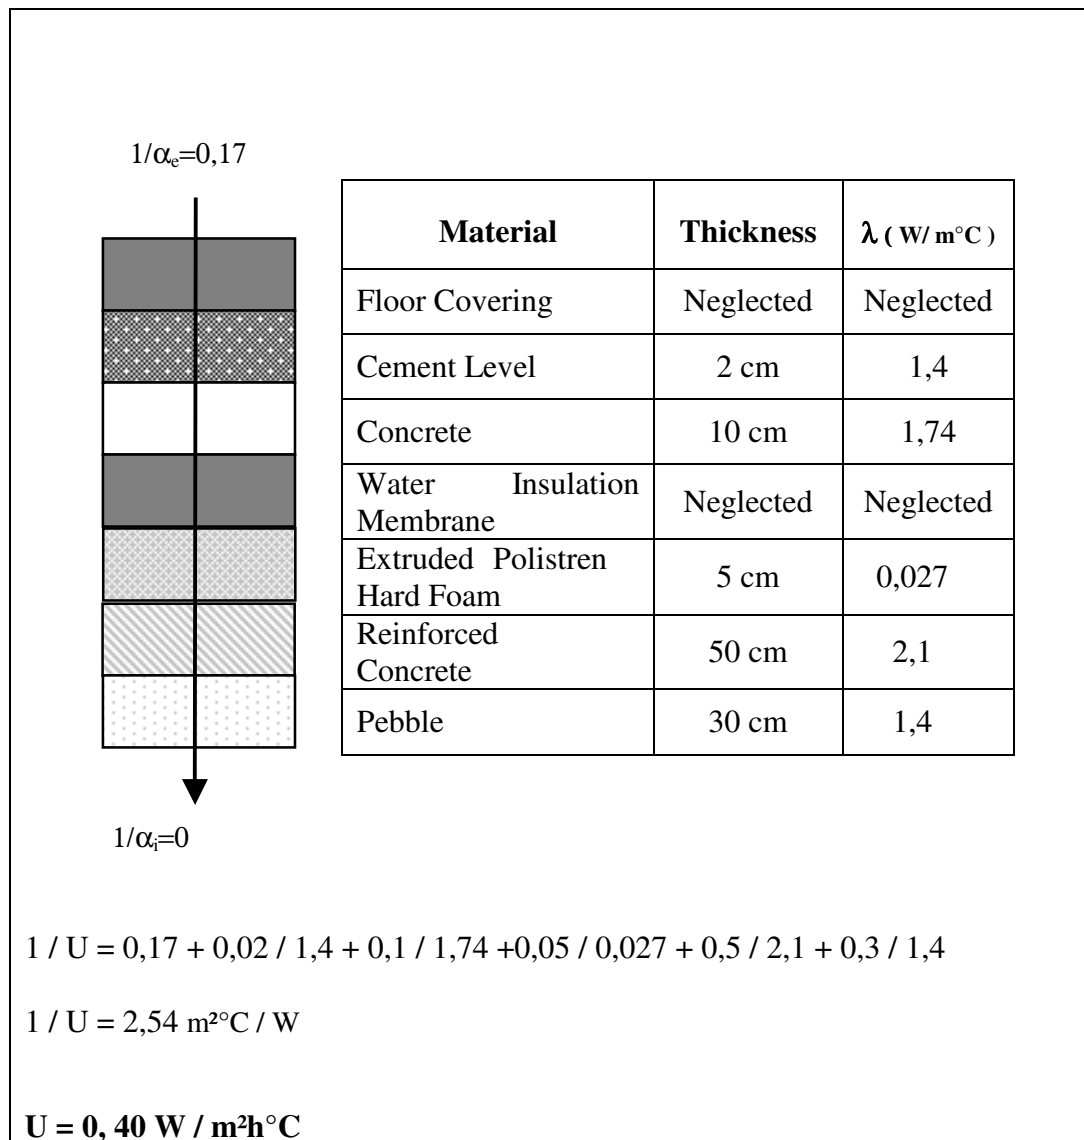 1/αₑ=0,17
Material Thickness λ ( W/ m°C )
Floor Covering Neglected Neglected
Cement Level 2 cm 1,4
Concrete 10 cm 1,74
Water Insulation
Membrane Neglected Neglected
Extruded Polistren
Hard Foam 5 cm 0,027
Reinforced
Concrete 50 cm 2,1
Pebble 30 cm 1,4
1/αᵢ=0
1 / U = 0,17 + 0,02 / 1,4 + 0,1 / 1,74 +0,05 / 0,027 + 0,5 / 2,1 + 0,3 / 1,4
1 / U = 2,54 m²°C / W
U = 0, 40 W / m²h°C